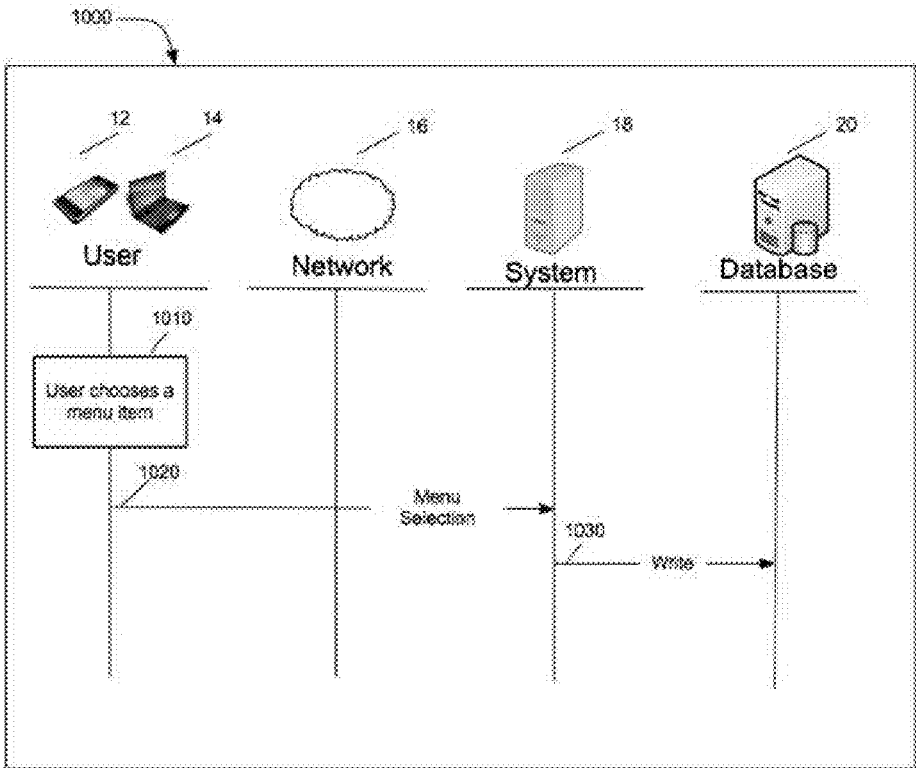 1000
12
14
16
18
20
User
Network
System
Database
1010
User chooses a
menu item
1020
Menu
Selection
1030
Write